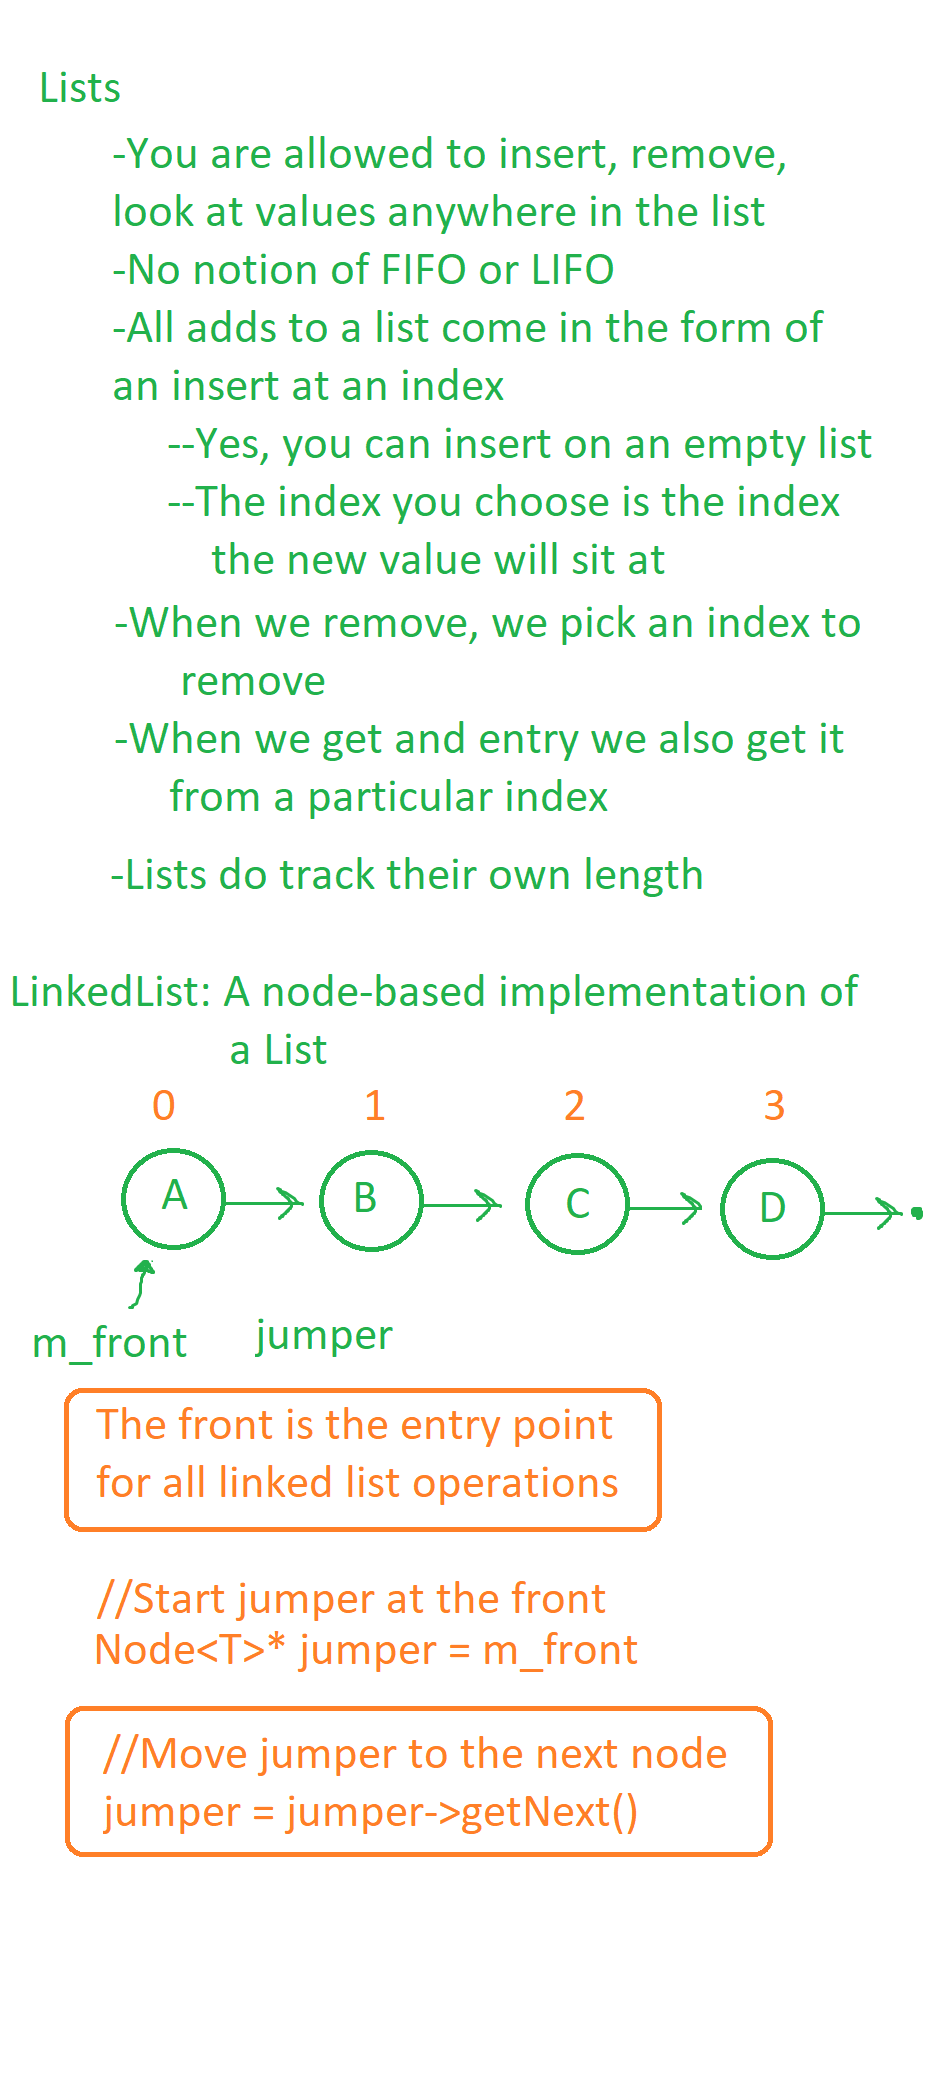 Lists
-You are allowed to insert, remove,
look at values anywhere in the list
-No notion of FIFO or LIFO
-All adds to a list come in the form of
an insert at an index
--Yes, you can insert on an empty list
--The index you choose is the index
the new value will sit at
-When we remove, we pick an index to
remove
-When we get and entry we also get it
from a particular index
-Lists do track their own length
LinkedList: A node-based implementation of
a List
0 1 2 3
A B C D
m_front jumper
The front is the entry point
for all linked list operations
//Start jumper at the front
Node<T>* jumper = m_front
//Move jumper to the next node
jumper = jumper->getNext()